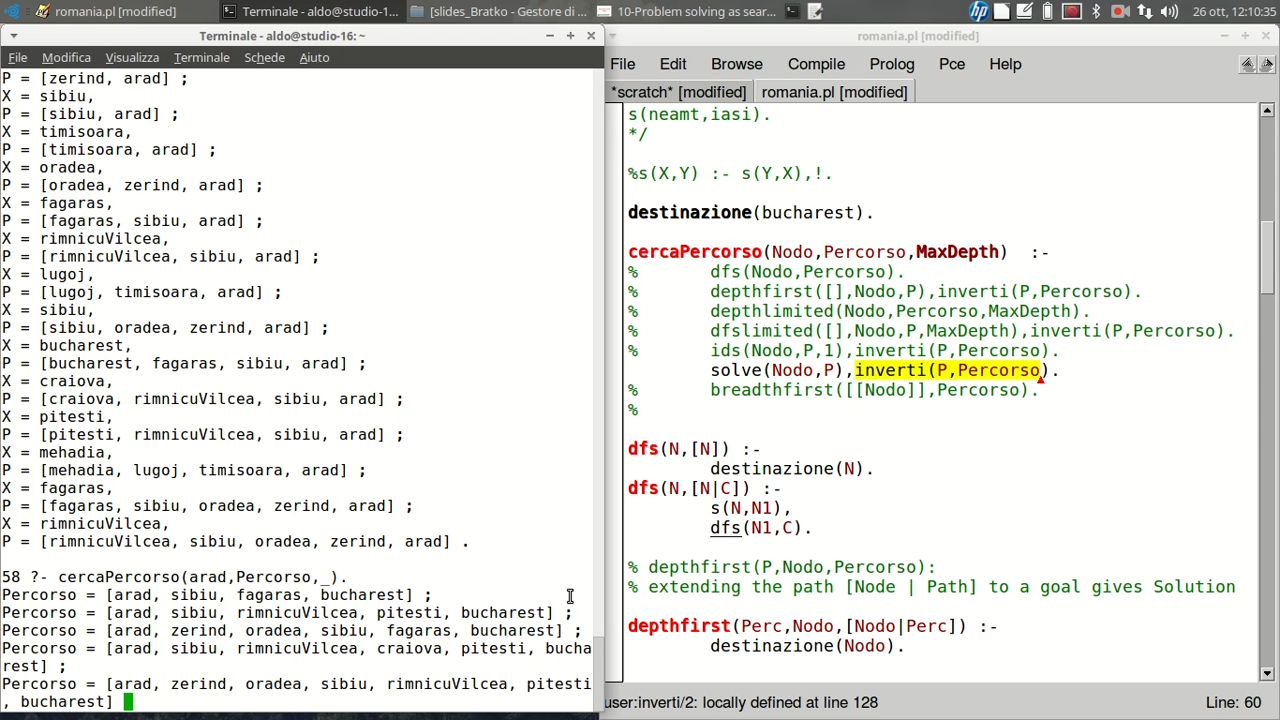 romania.pl [modified]
Terminale - aldo@studio-1...
[slides_Bratko - Gestore di ...
10-Problem solving as sear...
26 ott, 12:10:35
Terminale - aldo@studio-16: ~
File Modifica Visualizza Terminale Schede Aiuto
P = [zerind, arad] ;
X = sibiu,
P = [sibiu, arad] ;
X = timisoara,
P = [timisoara, arad] ;
X = oradea,
P = [oradea, zerind, arad] ;
X = fagaras,
P = [fagaras, sibiu, arad] ;
X = rimnicuVilcea,
P = [rimnicuVilcea, sibiu, arad] ;
X = lugoj,
P = [lugoj, timisoara, arad] ;
X = sibiu,
P = [sibiu, oradea, zerind, arad] ;
X = bucharest,
P = [bucharest, fagaras, sibiu, arad] ;
X = craiova,
P = [craiova, rimnicuVilcea, sibiu, arad] ;
X = pitesti,
P = [pitesti, rimnicuVilcea, sibiu, arad] ;
X = mehadia,
P = [mehadia, lugoj, timisoara, arad] ;
X = fagaras,
P = [fagaras, sibiu, oradea, zerind, arad] ;
X = rimnicuVilcea,
P = [rimnicuVilcea, sibiu, oradea, zerind, arad] .
58 ?- cercaPercorso(arad,Percorso,_).
Percorso = [arad, sibiu, fagaras, bucharest] ;
Percorso = [arad, sibiu, rimnicuVilcea, pitesti, bucharest] ;
Percorso = [arad, zerind, oradea, sibiu, fagaras, bucharest] ;
Percorso = [arad, sibiu, rimnicuVilcea, craiova, pitesti, bucha
rest] ;
Percorso = [arad, zerind, oradea, sibiu, rimnicuVilcea, pitesti
, bucharest]
romania.pl [modified]
File Edit Browse Compile Prolog Pce Help
*scratch* [modified] romania.pl [modified]
s(neamt,iasi).
*/
%s(X,Y) :- s(Y,X),!.
destinazione(bucharest).
cercaPercorso(Nodo,Percorso,MaxDepth)  :-
%       dfs(Nodo,Percorso).
%       depthfirst([],Nodo,P),inverti(P,Percorso).
%       depthlimited(Nodo,Percorso,MaxDepth).
%       dfslimited([],Nodo,P,MaxDepth),inverti(P,Percorso).
%       ids(Nodo,P,1),inverti(P,Percorso).
        solve(Nodo,P),inverti(P,Percorso).
%       breadthfirst([[Nodo]],Percorso).
%
dfs(N,[N]) :-
        destinazione(N).
dfs(N,[N|C]) :-
        s(N,N1),
        dfs(N1,C).
% depthfirst(P,Nodo,Percorso):
% extending the path [Node | Path] to a goal gives Solution
depthfirst(Perc,Nodo,[Nodo|Perc]) :-
        destinazione(Nodo).
user:inverti/2: locally defined at line 128
Line: 60